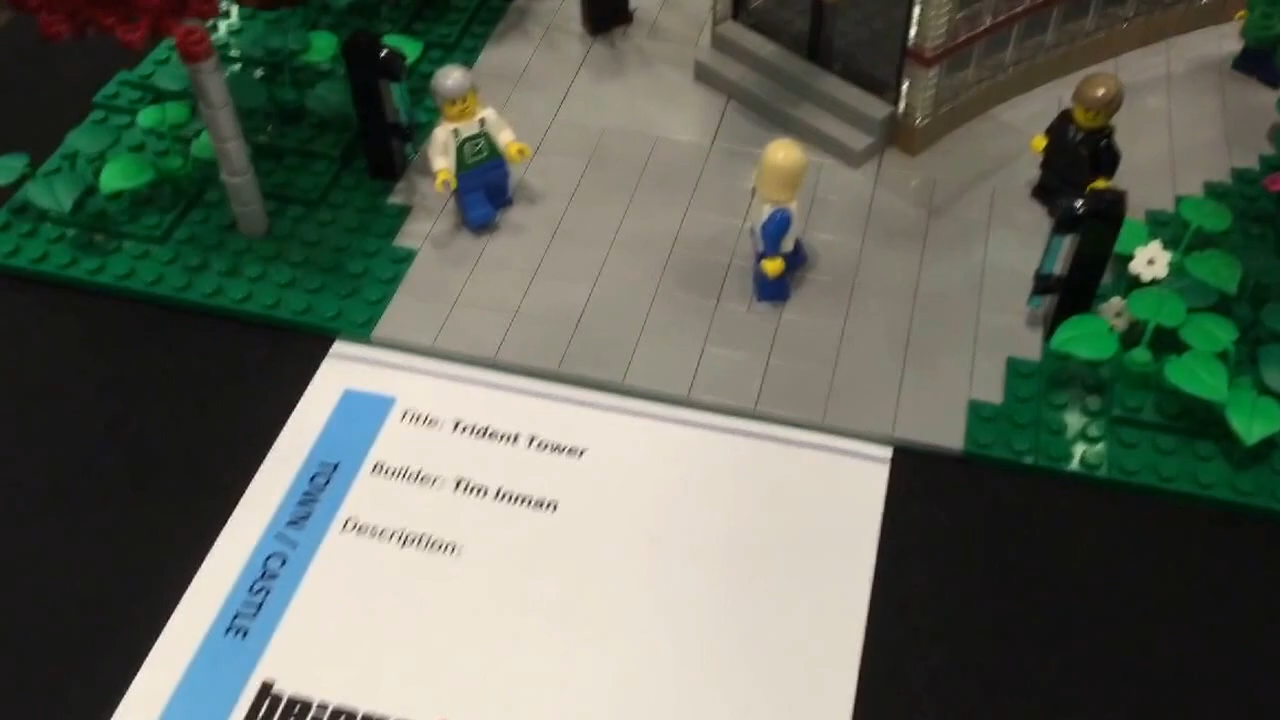 Title: Trident Tower
Builder: Tim Inman
Description:
TOWN / CASTLE